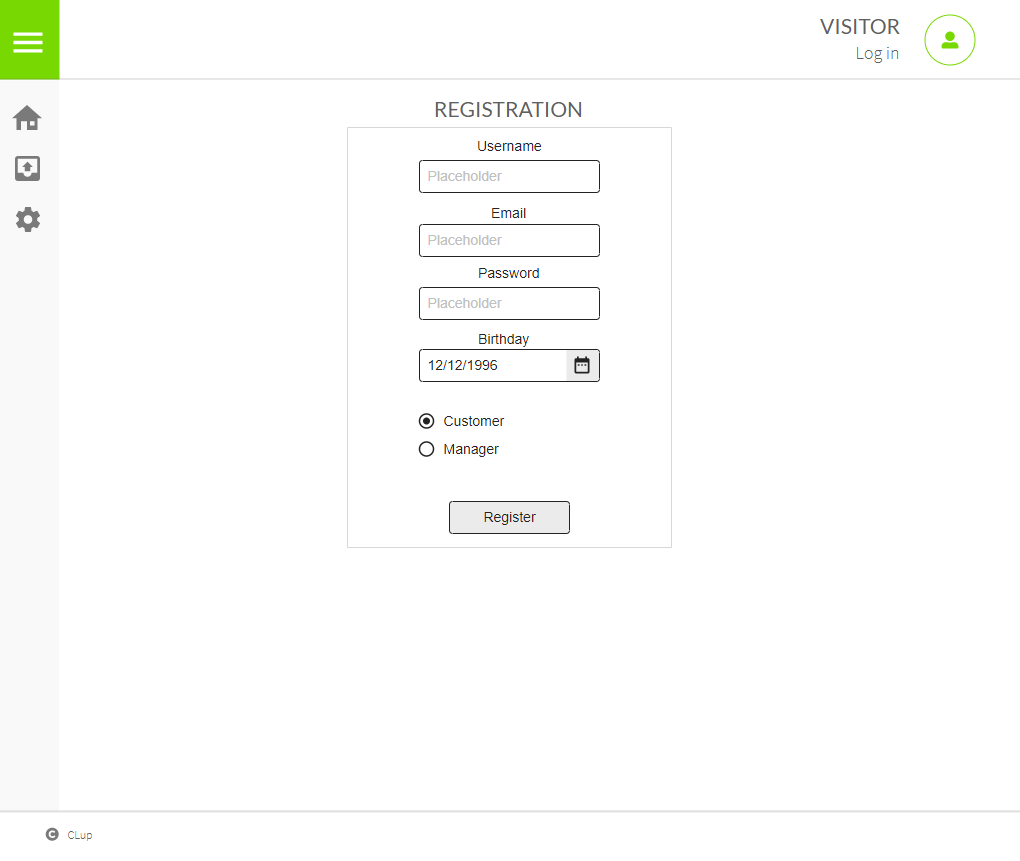 VISITOR
Log in
REGISTRATION
Username
Placeholder
Email
Placeholder
Password
Placeholder
Birthday
12/12/1996
Customer
Manager
Register
CLup